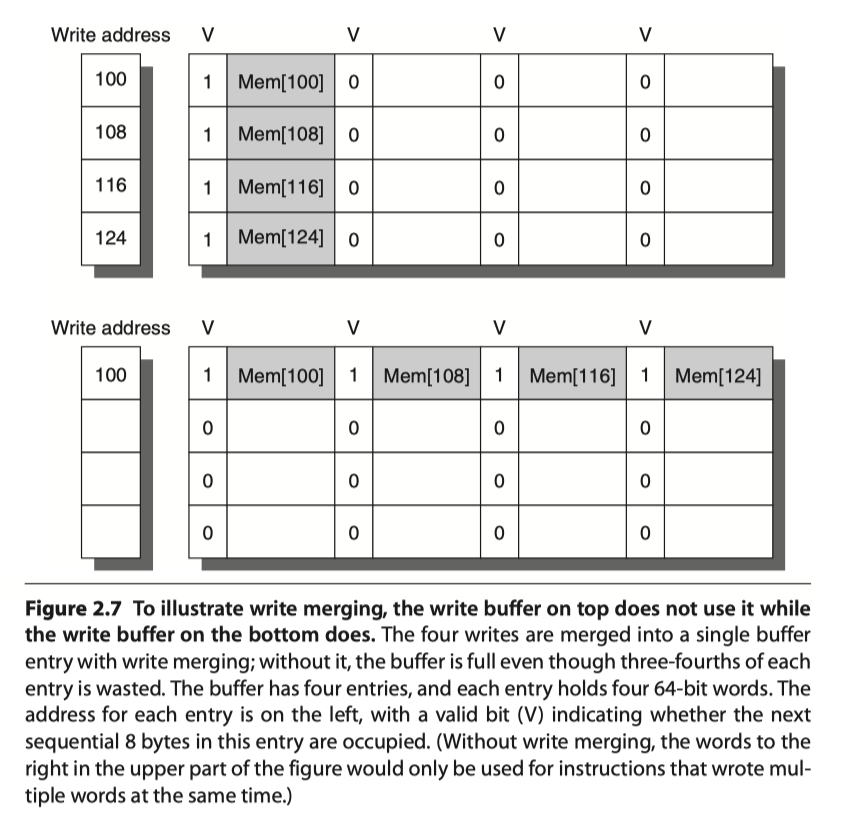 Write address V V V V
100 1 Mem[100] 0 0 0
108 1 Mem[108] 0 0 0
116 1 Mem[116] 0 0 0
124 1 Mem[124] 0 0 0
Write address V V V V
100 1 Mem[100] 1 Mem[108] 1 Mem[116] 1 Mem[124]
0 0 0 0
0 0 0 0
0 0 0 0
Figure 2.7 To illustrate write merging, the write buffer on top does not use it while
the write buffer on the bottom does. The four writes are merged into a single buffer
entry with write merging; without it, the buffer is full even though three-fourths of each
entry is wasted. The buffer has four entries, and each entry holds four 64-bit words. The
address for each entry is on the left, with a valid bit (V) indicating whether the next
sequential 8 bytes in this entry are occupied. (Without write merging, the words to the
right in the upper part of the figure would only be used for instructions that wrote mul-
tiple words at the same time.)